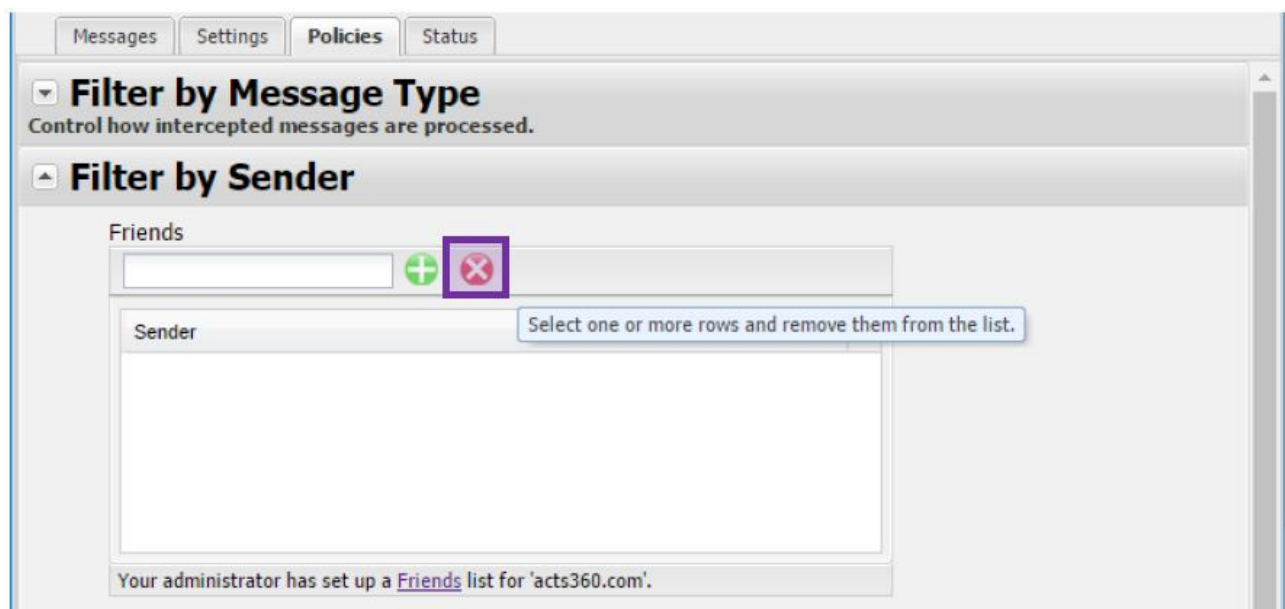 Messages Settings Policies Status
Filter by Message Type
Control how intercepted messages are processed.
Filter by Sender
Friends
Sender
Select one or more rows and remove them from the list.
Your administrator has set up a Friends list for 'acts360.com'.